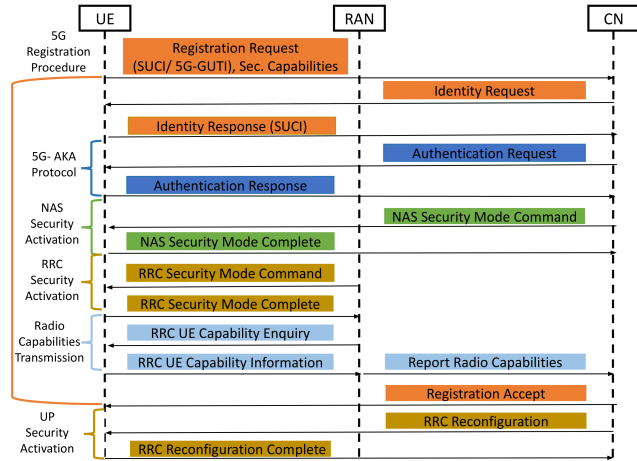 UE
RAN
CN
5G
Registration
Procedure
Registration Request
(SUCI/ 5G-GUTI), Sec. Capabilities
Identity Request
Identity Response (SUCI)
5G- AKA
Protocol
Authentication Request
Authentication Response
NAS
Security
Activation
NAS Security Mode Command
NAS Security Mode Complete
RRC
Security
Activation
RRC Security Mode Command
RRC Security Mode Complete
Radio
Capabilities
Transmission
RRC UE Capability Enquiry
RRC UE Capability Information
Report Radio Capabilities
Registration Accept
UP
Security
Activation
RRC Reconfiguration
RRC Reconfiguration Complete